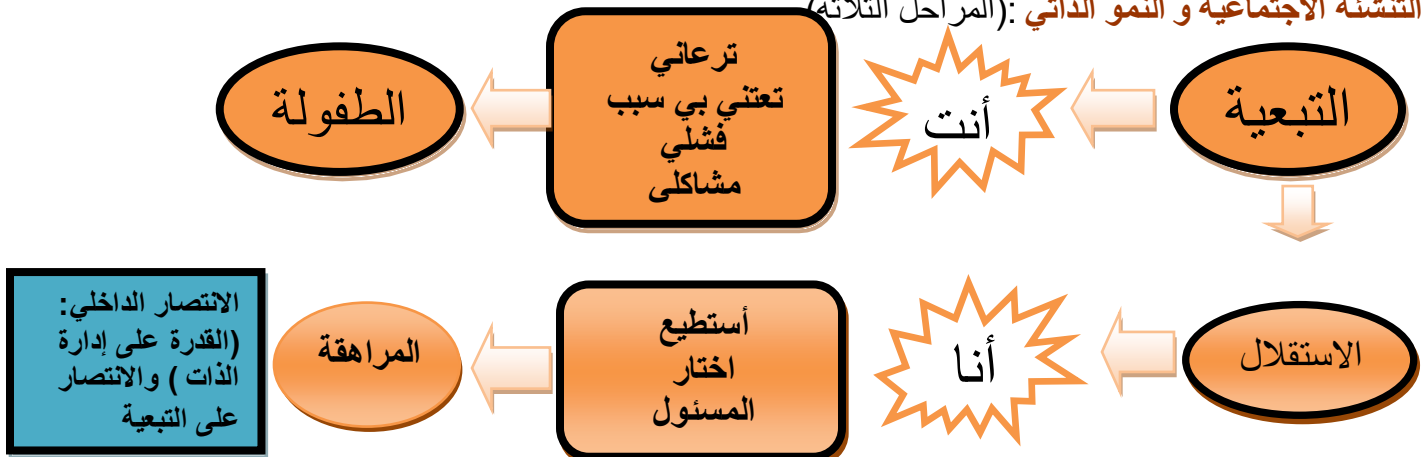 التنشئة الاجتماعية و النمو الذاتي :(المراحل الثلاثة)
التبعية
أنت
ترعاني
تعتني بي سبب
فشلي
مشاكلى
الطفولة
الاستقلال
أنا
أستطيع
اختار
المسئول
المراهقة
الانتصار الداخلي:
(القدرة على إدارة
الذات ) والانتصار
على التبعية